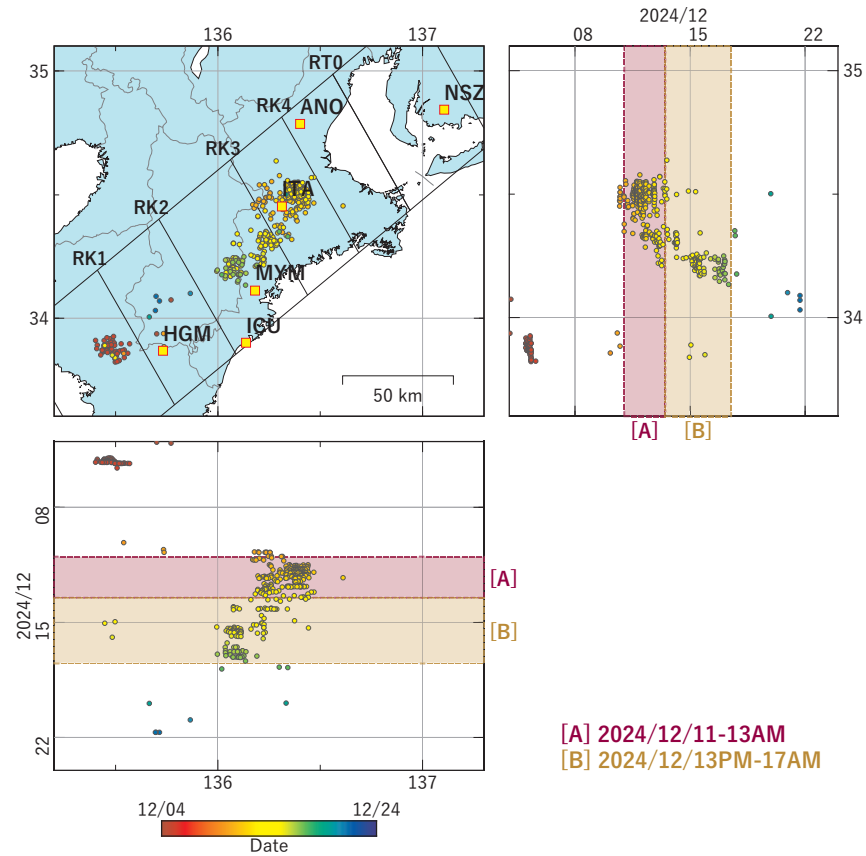 2024/12
136
137
08
15
22
35
34
RT0
NSZ
RK4
ANO
RK3
ITA
RK2
RK1
MYM
HGM
ICU
50 km
35
34
[A]
[B]
08
15
22
2024/12
[A]
[B]
136
137
[A] 2024/12/11-13AM
[B] 2024/12/13PM-17AM
12/04
12/24
Date